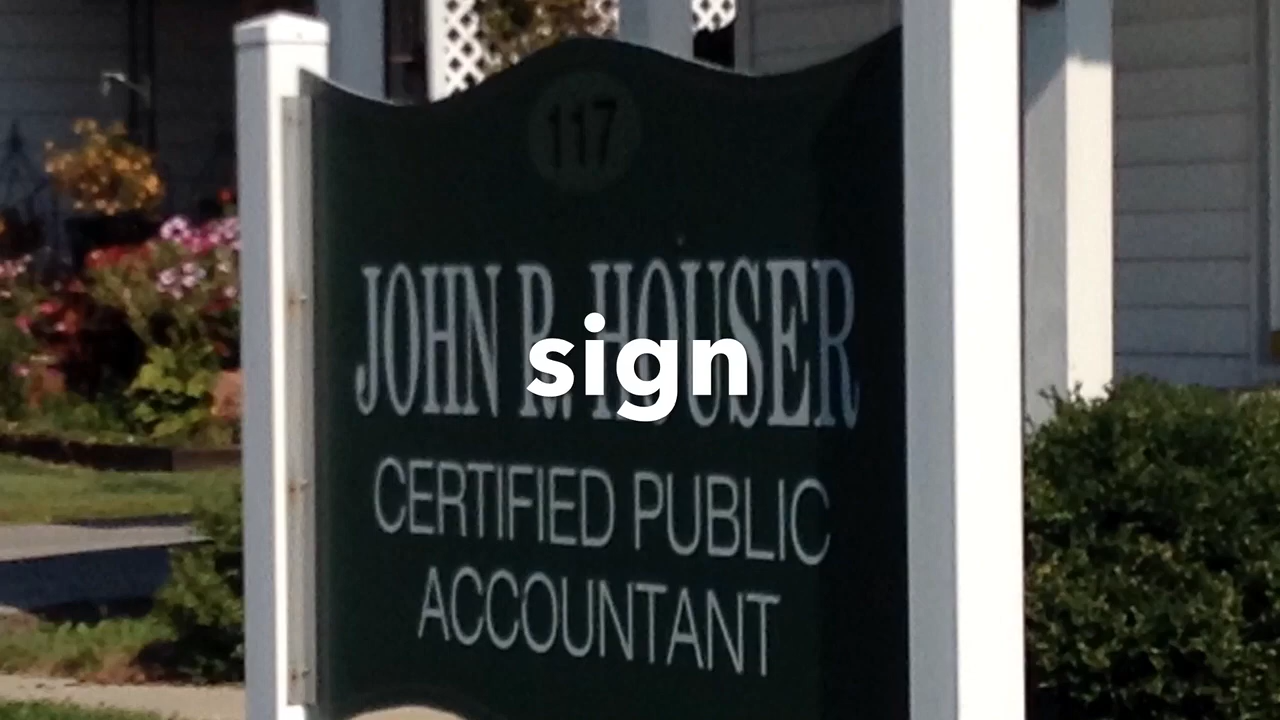 117
JOHN R. HOUSER
sign
CERTIFIED PUBLIC
ACCOUNTANT